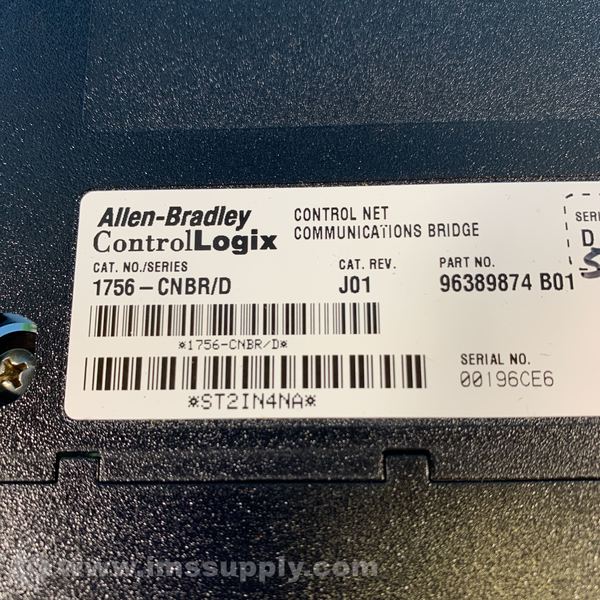 Allen-Bradley
ControlLogix
CONTROL NET
COMMUNICATIONS BRIDGE
CAT. NO./SERIES
1756-CNBR/D
CAT. REV.
J01
PART NO.
96389874 B01
SERI
D
*1756-CNBR/D*
*ST2IN4NA*
SERIAL NO.
00196CE6
www.imssupply.com